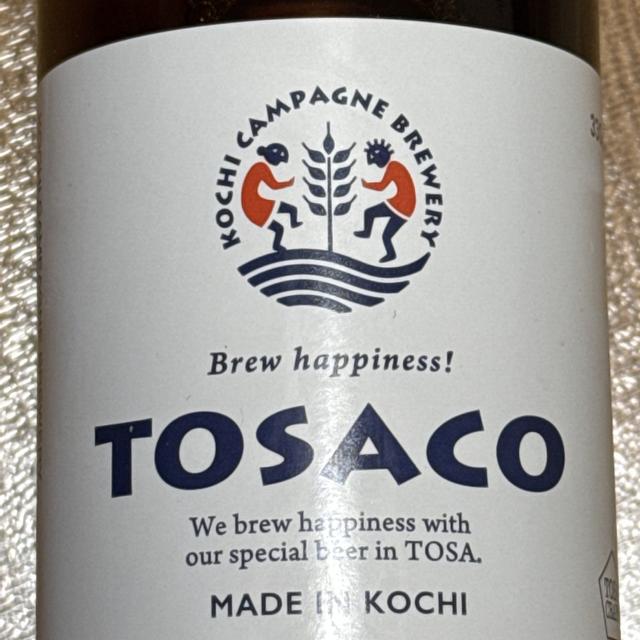 KOCHI CAMPAGNE BREWERY
Brew happiness!
TOSACO
We brew happiness with
our special beer in TOSA.
MADE IN KOCHI